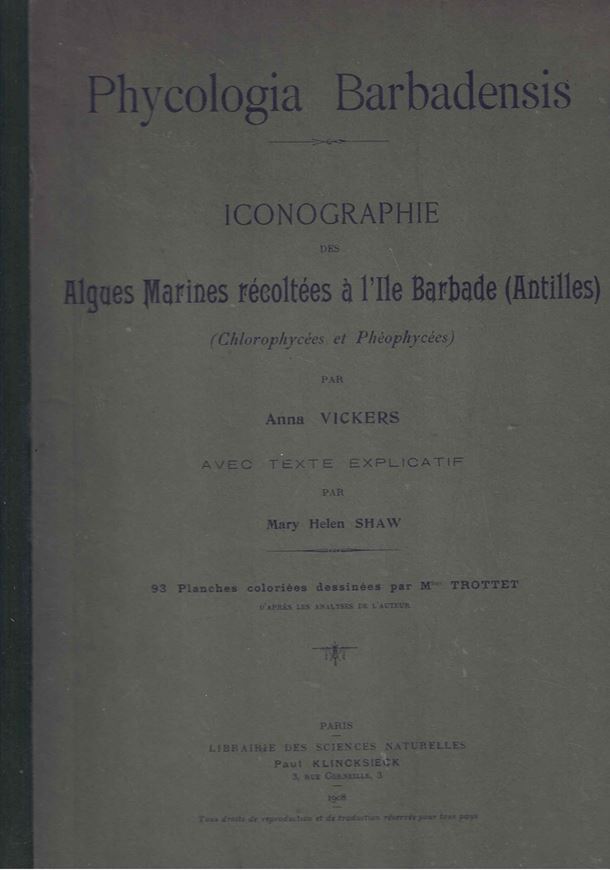 Phycologia Barbadensis
ICONOGRAPHIE
DES
Algues Marines récoltées à l'Ile Barbade (Antilles)
(Chlorophycées et Phéophycées)
PAR
Anna VICKERS
AVEC TEXTE EXPLICATIF
PAR
Mary Helen SHAW
93 Planches coloriées dessinées par TROTTET
D'APRÈS LES ANALYSES DE L'AUTEUR
PARIS
LIBRAIRIE DES SCIENCES NATURELLES
Paul KLINCKSIECK
3, RUE CORNEILLE, 3
1908
Tous droits de reproduction et de traduction réservés pour tous pays